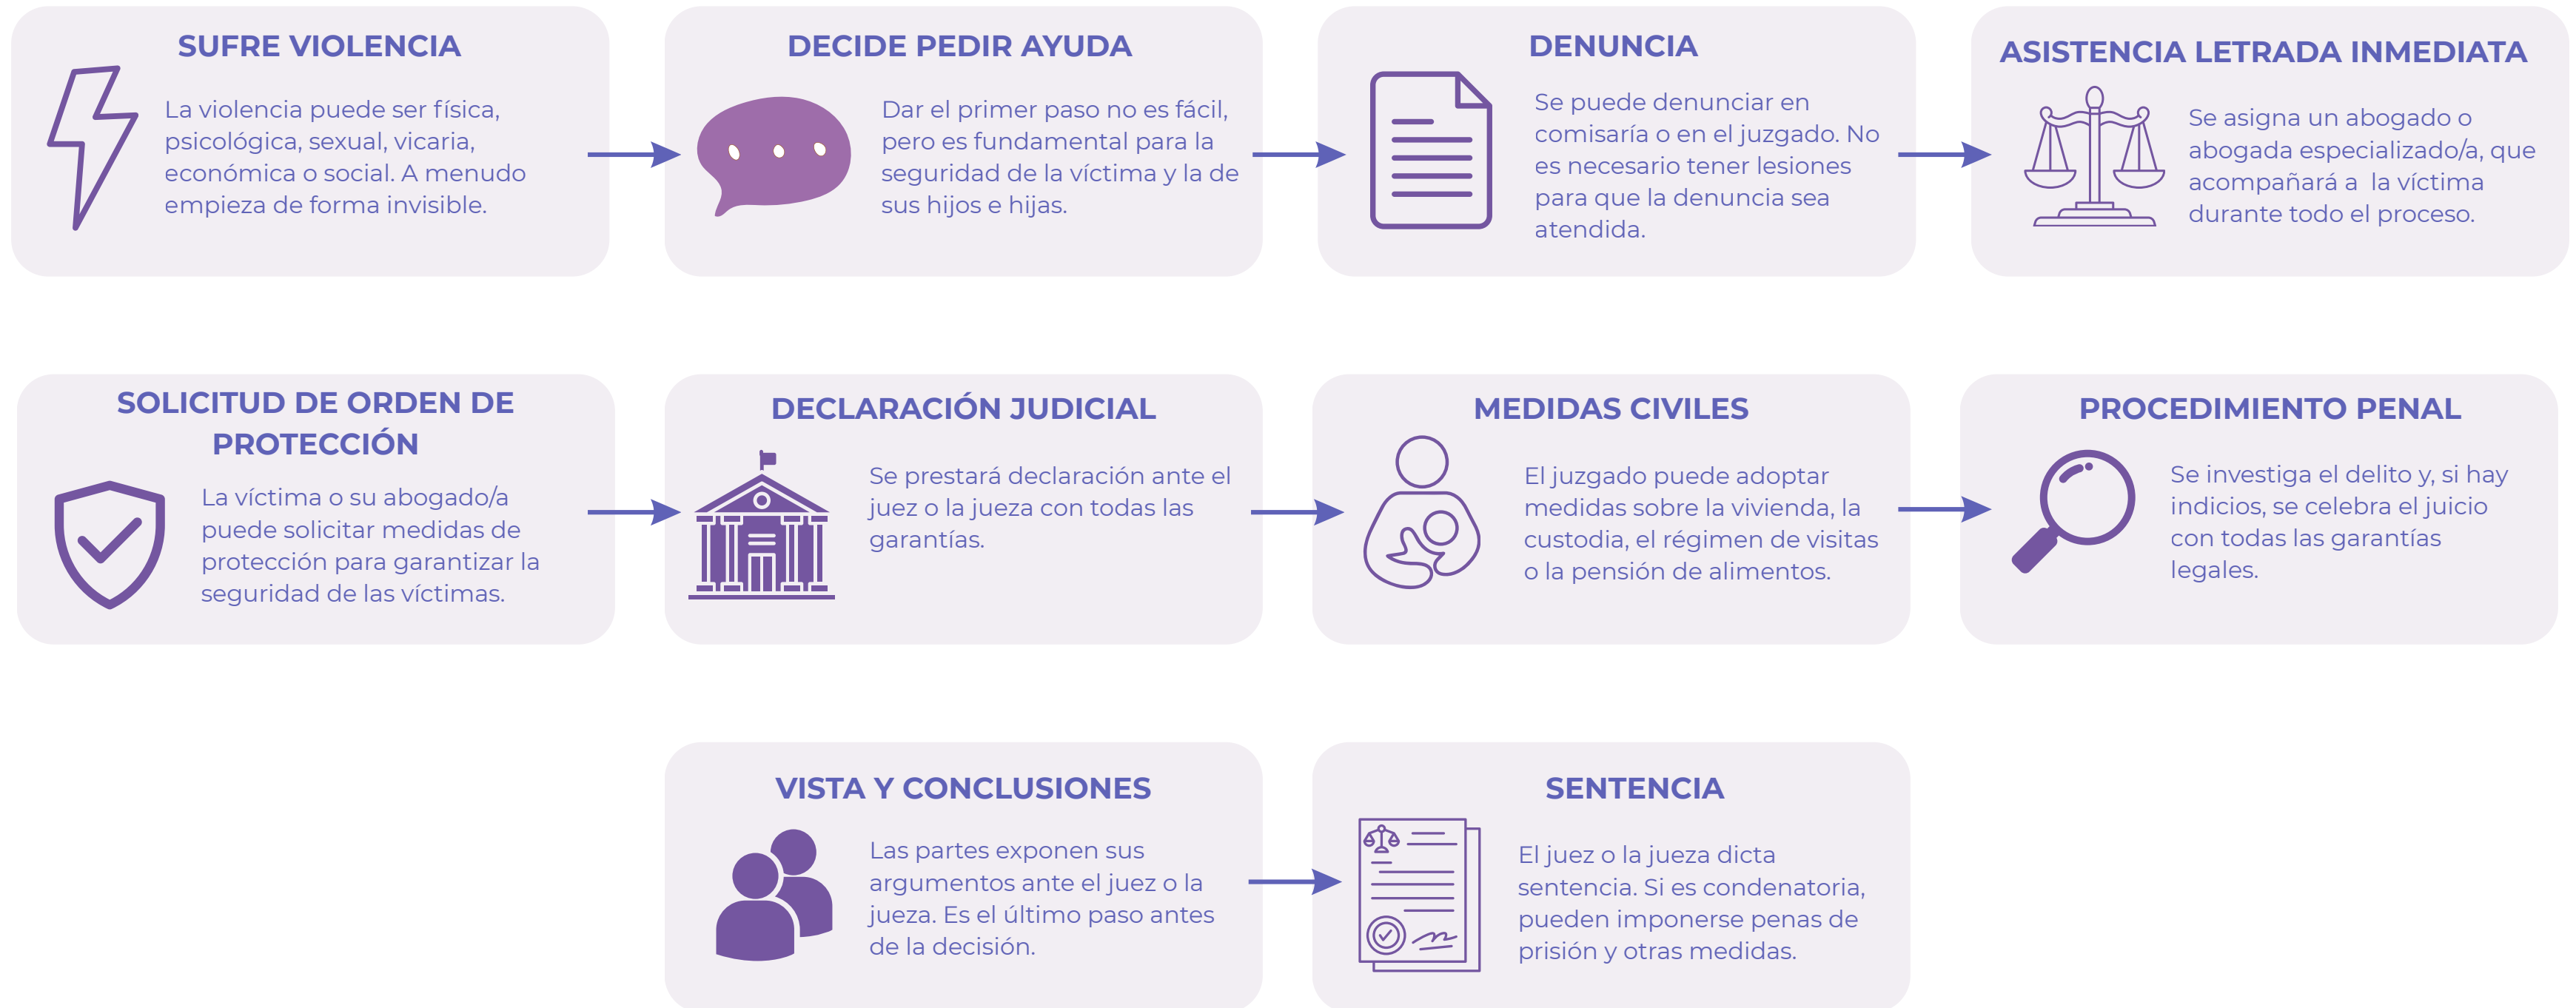 SUFRE VIOLENCIA
La violencia puede ser física,
psicológica, sexual, vicaria,
económica o social. A menudo
empieza de forma invisible.
DECIDE PEDIR AYUDA
Dar el primer paso no es fácil,
pero es fundamental para la
seguridad de la víctima y la de
sus hijos e hijas.
DENUNCIA
Se puede denunciar en
comisaría o en el juzgado. No
es necesario tener lesiones
para que la denuncia sea
atendida.
ASISTENCIA LETRADA INMEDIATA
Se asigna un abogado o
abogada especializado/a, que
acompañará a  la víctima
durante todo el proceso.
SOLICITUD DE ORDEN DE
PROTECCIÓN
La víctima o su abogado/a
puede solicitar medidas de
protección para garantizar la
seguridad de las víctimas.
DECLARACIÓN JUDICIAL
Se prestará declaración ante el
juez o la jueza con todas las
garantías.
MEDIDAS CIVILES
El juzgado puede adoptar
medidas sobre la vivienda, la
custodia, el régimen de visitas
o la pensión de alimentos.
PROCEDIMIENTO PENAL
Se investiga el delito y, si hay
indicios, se celebra el juicio
con todas las garantías
legales.
VISTA Y CONCLUSIONES
Las partes exponen sus
argumentos ante el juez o la
jueza. Es el último paso antes
de la decisión.
SENTENCIA
El juez o la jueza dicta
sentencia. Si es condenatoria,
pueden imponerse penas de
prisión y otras medidas.